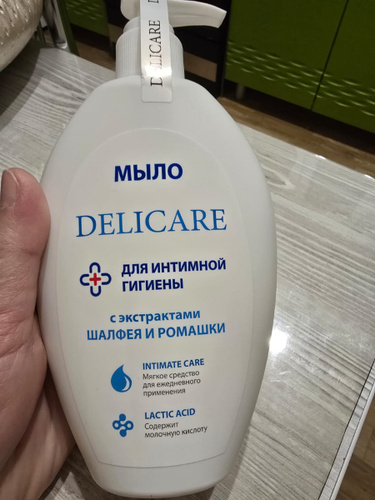 DELICARE
МЫЛО
DELICARE
ДЛЯ ИНТИМНОЙ
ГИГИЕНЫ
с экстрактами
ШАЛФЕЯ И РОМАШКИ
INTIMATE CARE
Мягкое средство
для ежедневного
применения
LACTIC ACID
Содержит
молочную кислоту